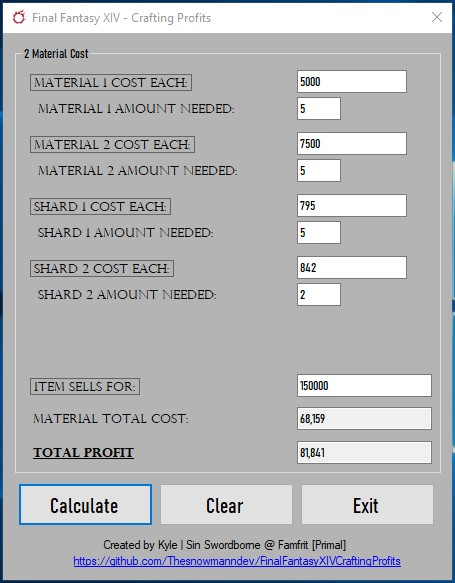 Final Fantasy XIV - Crafting Profits
2 Material Cost
MATERIAL 1 COST EACH: 5000
MATERIAL 1 AMOUNT NEEDED: 5
MATERIAL 2 COST EACH: 7500
MATERIAL 2 AMOUNT NEEDED: 5
SHARD 1 COST EACH: 795
SHARD 1 AMOUNT NEEDED: 5
SHARD 2 COST EACH: 842
SHARD 2 AMOUNT NEEDED: 2
ITEM SELLS FOR: 150000
MATERIAL TOTAL COST: 68,159
TOTAL PROFIT 81,841
Calculate Clear Exit
Created by Kyle | Sin Swordborne @ Famfrit [Primal]
https://github.com/Thesnowmanndev/FinalFantasyXIVCraftingProfits